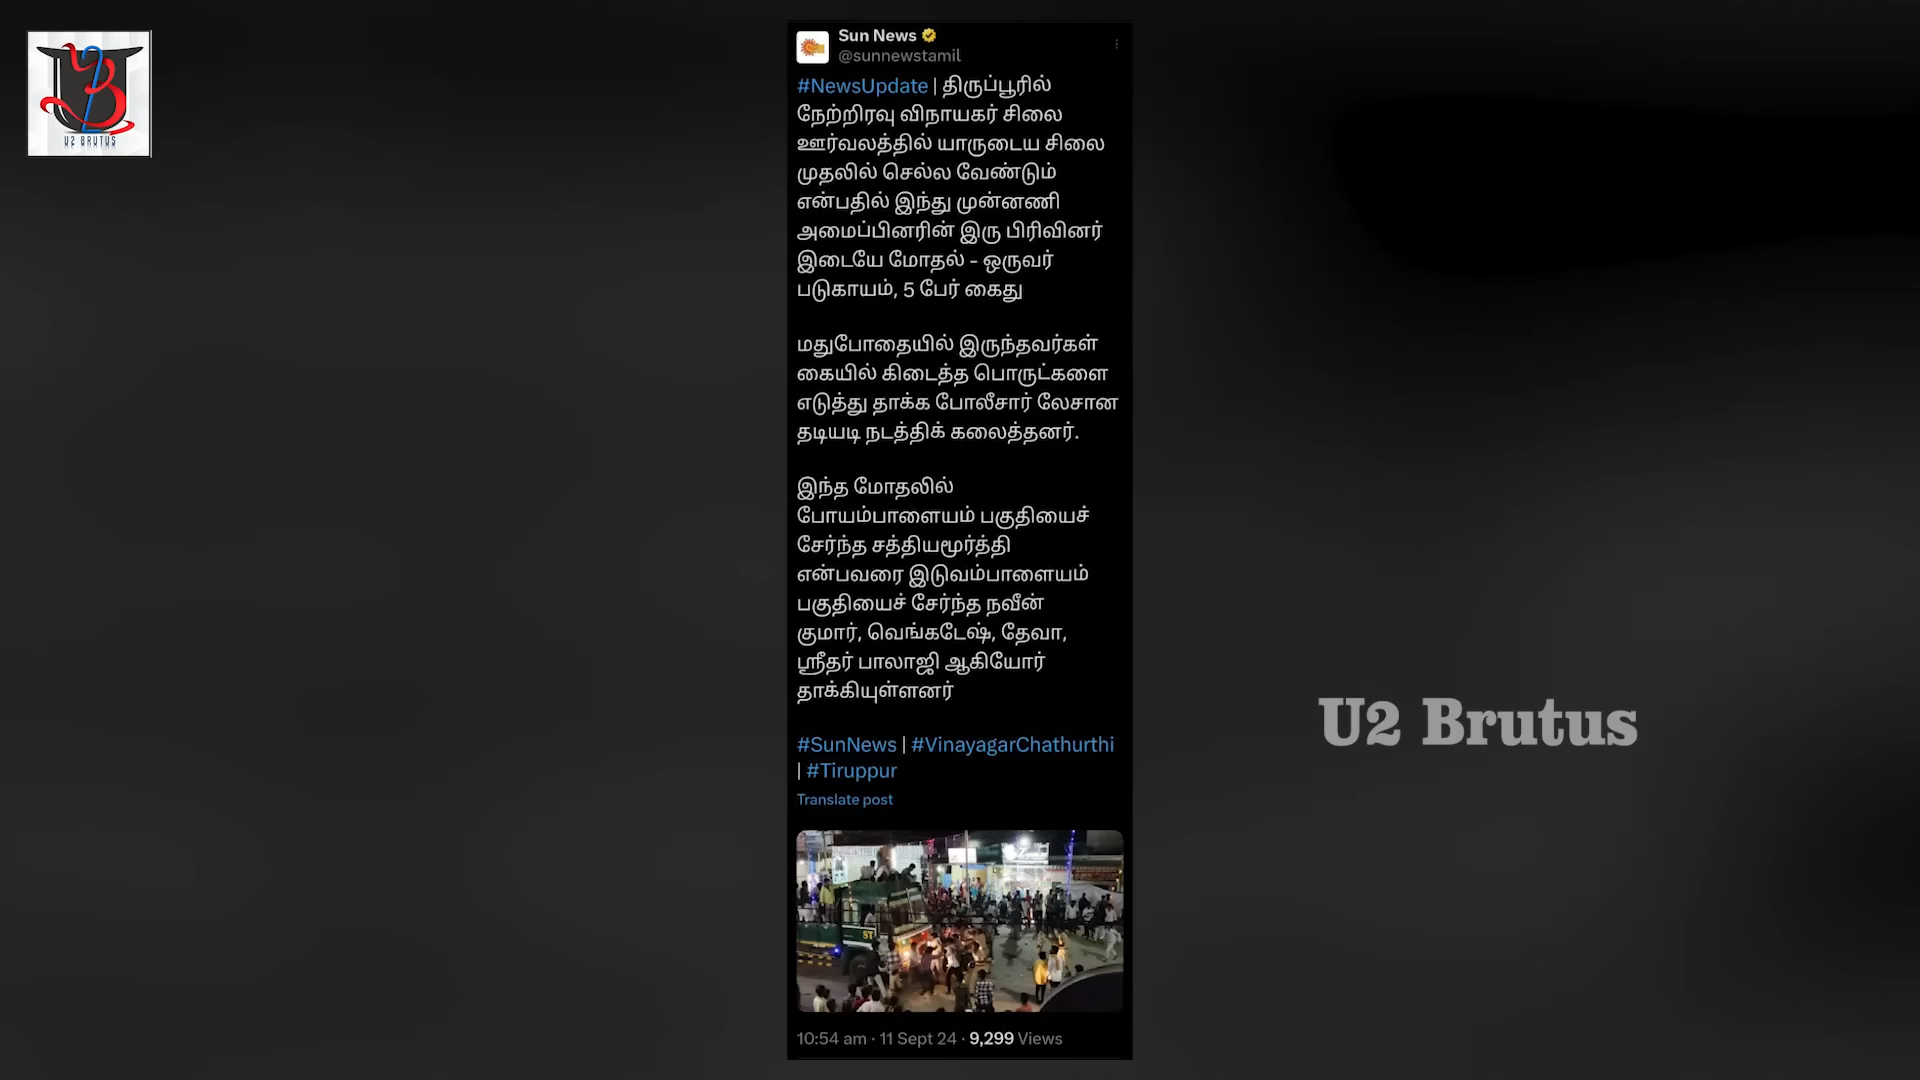 U2 BRUTUS
Sun News
@sunnewstamil
#NewsUpdate | திருப்பூரில்
நேற்றிரவு விநாயகர் சிலை
ஊர்வலத்தில் யாருடைய சிலை
முதலில் செல்ல வேண்டும்
என்பதில் இந்து முன்னணி
அமைப்பினரின் இரு பிரிவினர்
இடையே மோதல் - ஒருவர்
படுகாயம், 5 பேர் கைது
மதுபோதையில் இருந்தவர்கள்
கையில் கிடைத்த பொருட்களை
எடுத்து தாக்க போலீசார் லேசான
தடியடி நடத்திக் கலைத்தனர்.
இந்த மோதலில்
போயம்பாளையம் பகுதியைச்
சேர்ந்த சத்தியமூர்த்தி
என்பவரை இடுவம்பாளையம்
பகுதியைச் சேர்ந்த நவீன்
குமார், வெங்கடேஷ், தேவா,
ஸ்ரீதர் பாலாஜி ஆகியோர்
தாக்கியுள்ளனர்
#SunNews | #VinayagarChathurthi
| #Tiruppur
Translate post
ST
10:54 am · 11 Sept 24 · 9,299 Views
U2 Brutus